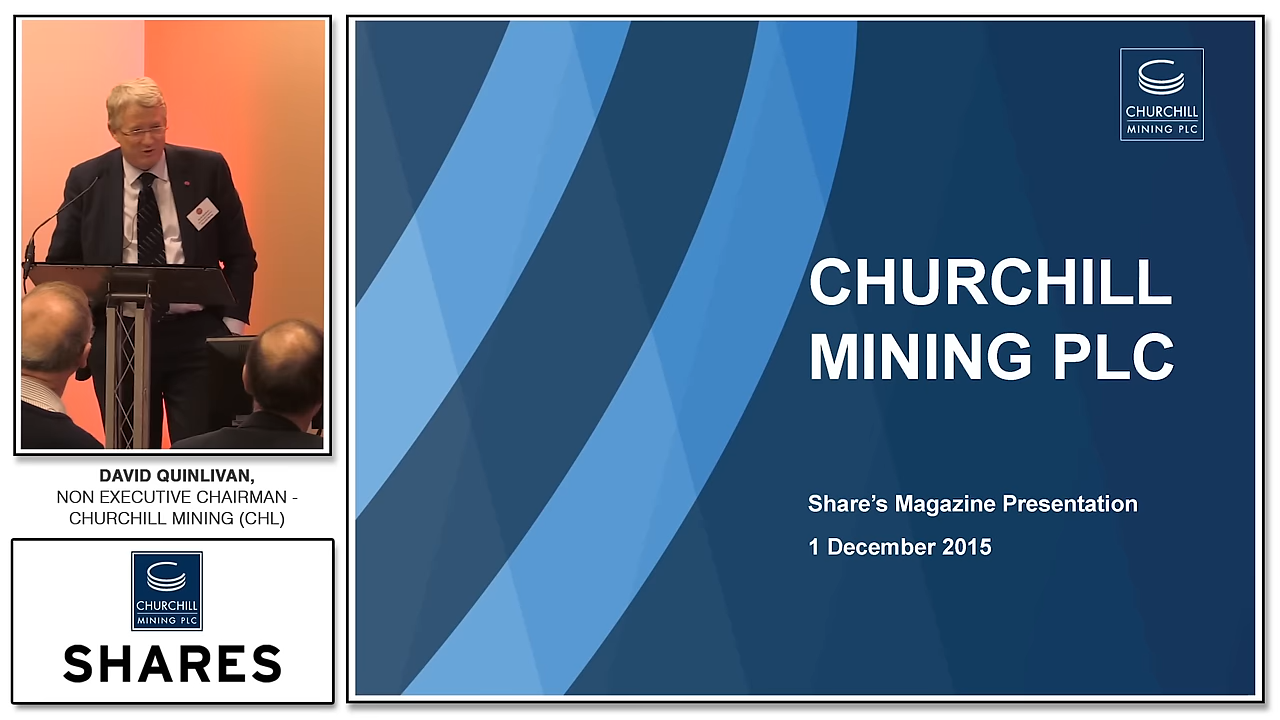 DAVID QUINLIVAN,
NON EXECUTIVE CHAIRMAN -
CHURCHILL MINING (CHL)
CHURCHILL
MINING PLC
SHARES
CHURCHILL
MINING PLC
CHURCHILL
MINING PLC
Share’s Magazine Presentation
1 December 2015